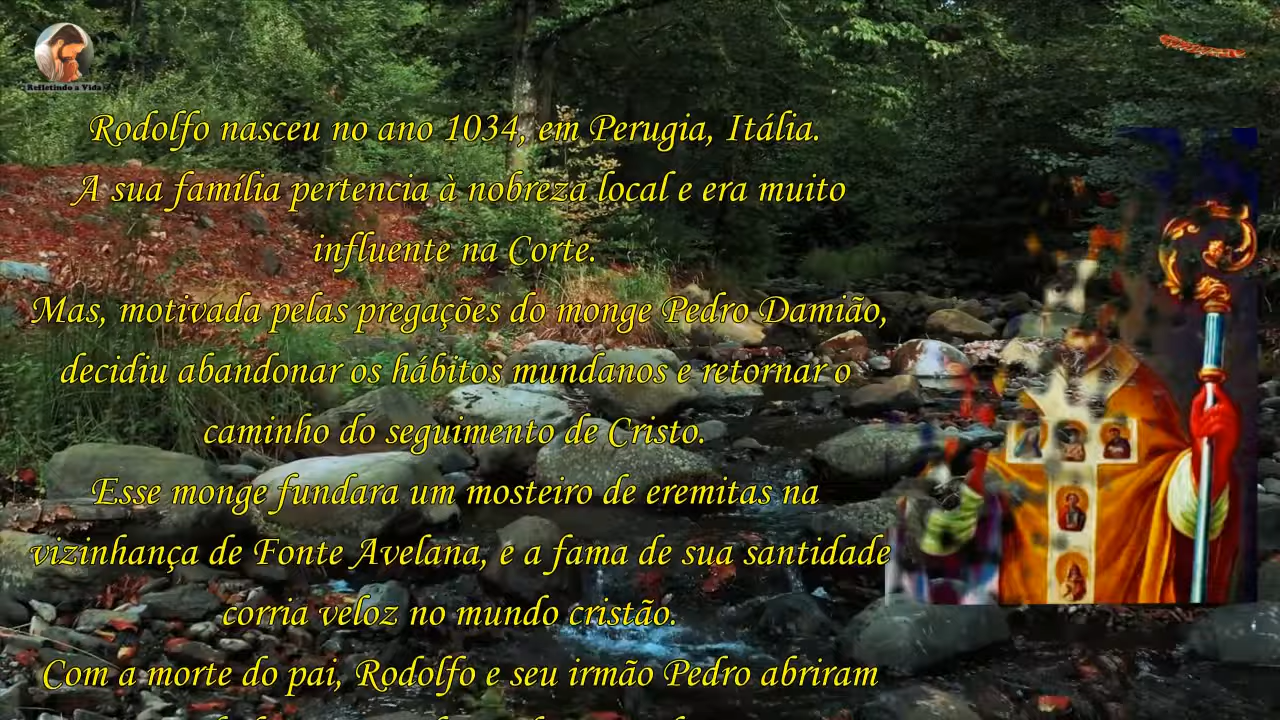 Refletindo a Vida
Rodolfo nasceu no ano 1034, em Perugia, Itália.
A sua família pertencia à nobreza local e era muito
influente na Corte.
Mas, motivada pelas pregações do monge Pedro Damião,
decidiu abandonar os hábitos mundanos e retornar o
caminho do seguimento de Cristo.
Esse monge fundara um mosteiro de eremitas na
vizinhança de Fonte Avelana, e a fama de sua santidade
corria veloz no mundo cristão.
Com a morte do pai, Rodolfo e seu irmão Pedro abriram